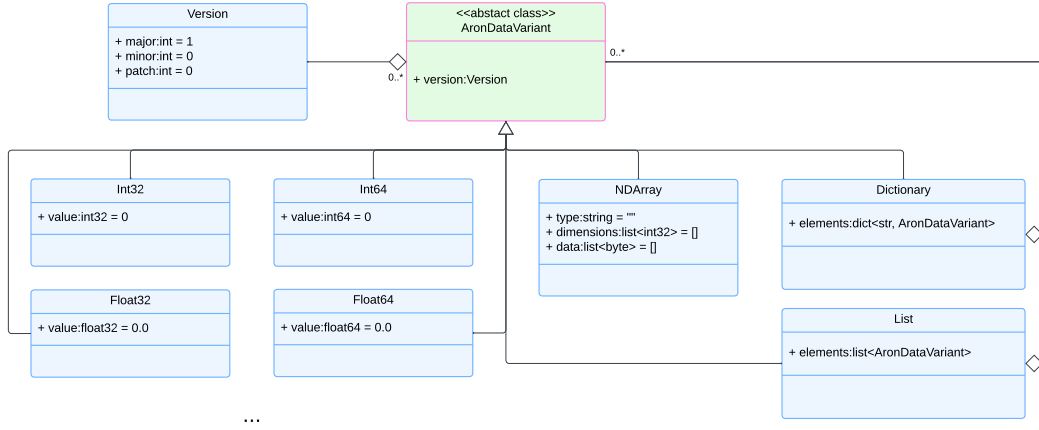 Version
+ major:int = 1
+ minor:int = 0
+ patch:int = 0
<<abstact class>>
AronDataVariant
+ version:Version
0..*
0..*
Int32
+ value:int32 = 0
Int64
+ value:int64 = 0
NDArray
+ type:string = ""
+ dimensions:list<int32> = []
+ data:list<byte> = []
Dictionary
+ elements:dict<str, AronDataVariant>
Float32
+ value:float32 = 0.0
Float64
+ value:float64 = 0.0
List
+ elements:list<AronDataVariant>
...